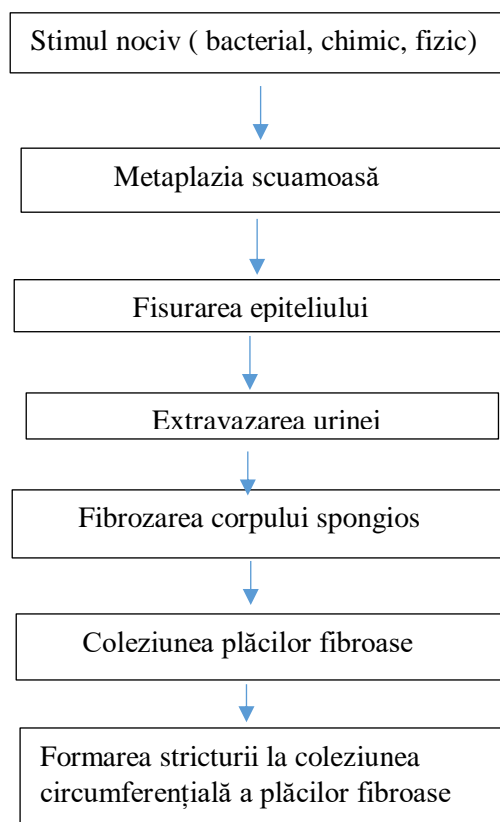 Stimul nociv ( bacterial, chimic, fizic)
Metaplazia scuamoasă
Fisurarea epiteliului
Extravazarea urinei
Fibrozarea corpului spongios
Coleziunea plăcilor fibroase
Formarea stricturii la coleziunea
circumferențială a plăcilor fibroase